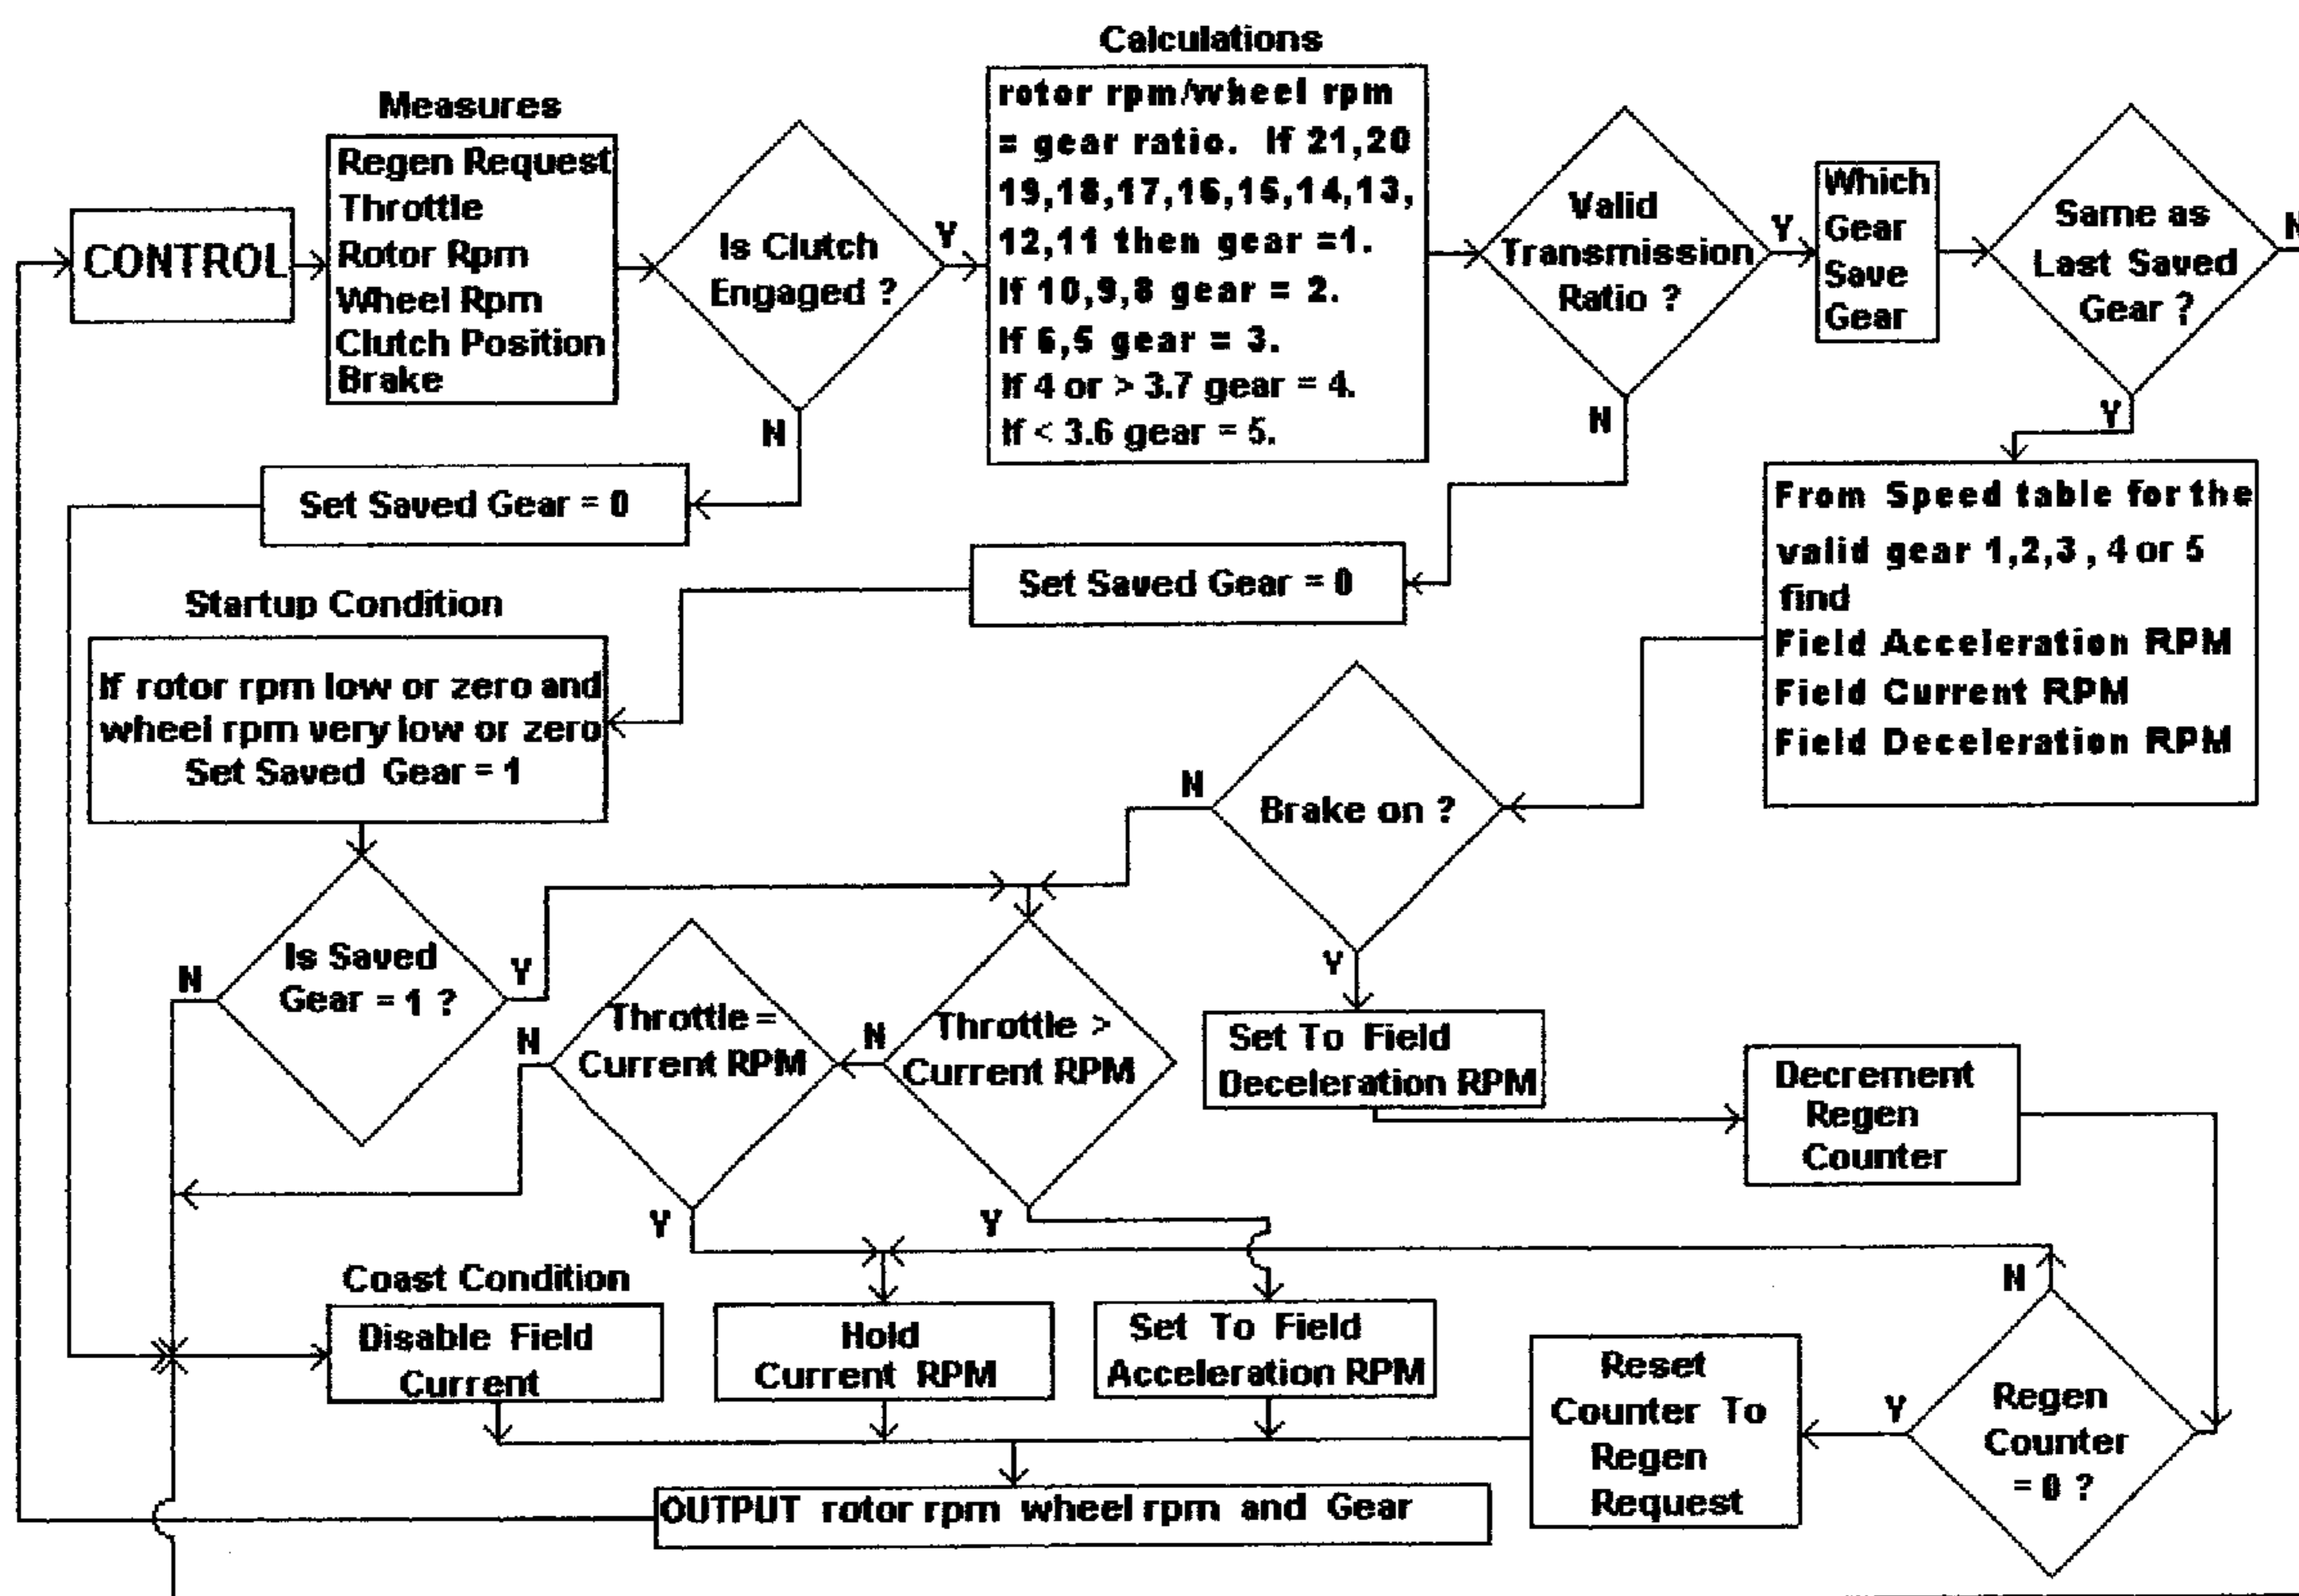 Calculations
rotor rpm/wheel rpm
= gear ratio. If 21,20
19,18,17,16,15,14,13,
12,11 then gear =1.
If 10,9,8 gear = 2.
If 6,5 gear = 3.
If 4 or > 3.7 gear = 4.
If < 3.6 gear = 5.
Measures
Regen Request
Throttle
Rotor Rpm
Wheel Rpm
Clutch Position
Brake
CONTROL
Is Clutch
Engaged ?
Y
N
Valid
Transmission
Ratio ?
Y
N
Which
Gear
Save
Gear
Same as
Last Saved
Gear ?
N
Y
Set Saved Gear = 0
Set Saved Gear = 0
From Speed table for the
valid gear 1,2,3 , 4 or 5
find
Field Acceleration RPM
Field Current RPM
Field Deceleration RPM
Startup Condition
If rotor rpm low or zero and
wheel rpm very low or zero
Set Saved Gear = 1
Brake on ?
N
Y
Is Saved
Gear = 1 ?
N
Y
Throttle =
Current RPM
N
Y
Throttle >
Current RPM
N
Y
Set To Field
Deceleration RPM
Decrement
Regen
Counter
Coast Condition
Disable Field
Current
Hold
Current RPM
Set To Field
Acceleration RPM
Reset
Counter To
Regen
Request
Regen
Counter
= 0 ?
N
Y
OUTPUT rotor rpm wheel rpm and Gear